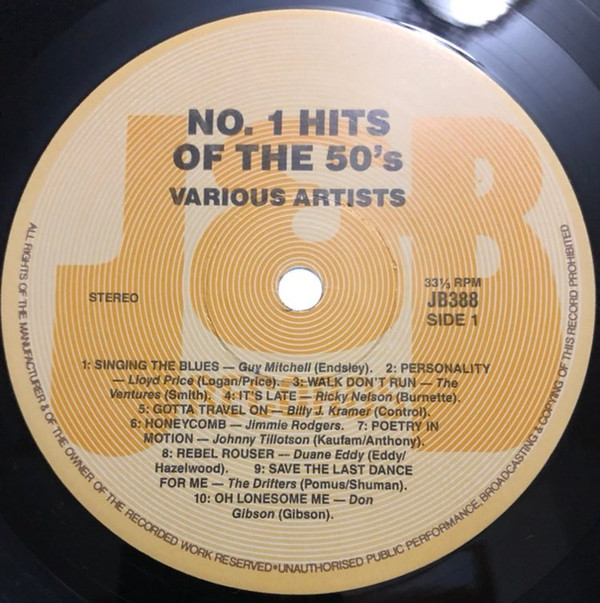 NO. 1 HITS
OF THE 50's
VARIOUS ARTISTS
STEREO
33⅓ RPM
JB388
SIDE 1
1: SINGING THE BLUES — Guy Mitchell (Endsley). 2: PERSONALITY
— Lloyd Price (Logan/Price). 3: WALK DON'T RUN — The
Ventures (Smith). 4: IT'S LATE — Ricky Nelson (Burnette).
5: GOTTA TRAVEL ON — Billy J. Kramer (Control).
6: HONEYCOMB — Jimmie Rodgers. 7: POETRY IN
MOTION — Johnny Tillotson (Kaufam/Anthony).
8: REBEL ROUSER — Duane Eddy (Eddy/
Hazelwood). 9: SAVE THE LAST DANCE
FOR ME — The Drifters (Pomus/Shuman).
10: OH LONESOME ME — Don
Gibson (Gibson).
ALL RIGHTS OF THE MANUFACTURER & OF THE OWNER OF THE RECORDED WORK RESERVED•UNAUTHORISED PUBLIC PERFORMANCE, BROADCASTING & COPYING OF THIS RECORD PROHIBITED
J&B